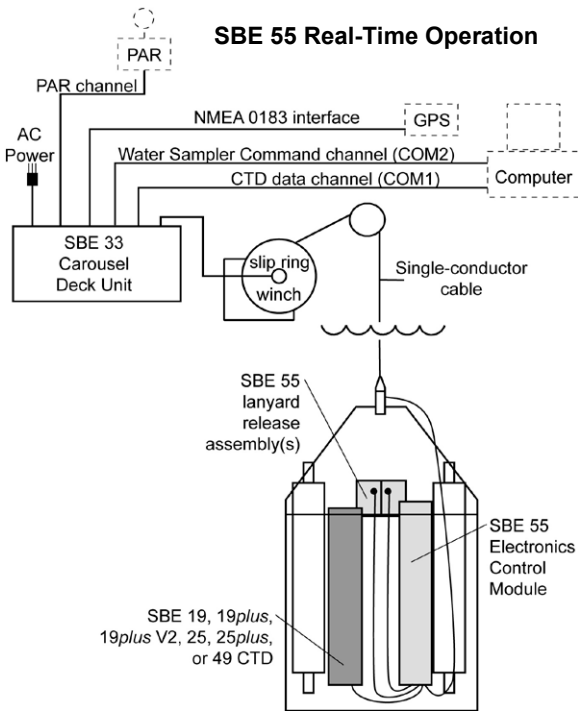 SBE 55 Real-Time Operation
PAR
PAR channel
NMEA 0183 interface
GPS
AC
Power
Water Sampler Command channel (COM2)
CTD data channel (COM1)
Computer
SBE 33
Carousel
Deck Unit
slip ring
winch
Single-conductor
cable
SBE 55
lanyard
release
assembly(s)
SBE 55
Electronics
Control
Module
SBE 19, 19plus,
19plus V2, 25, 25plus,
or 49 CTD